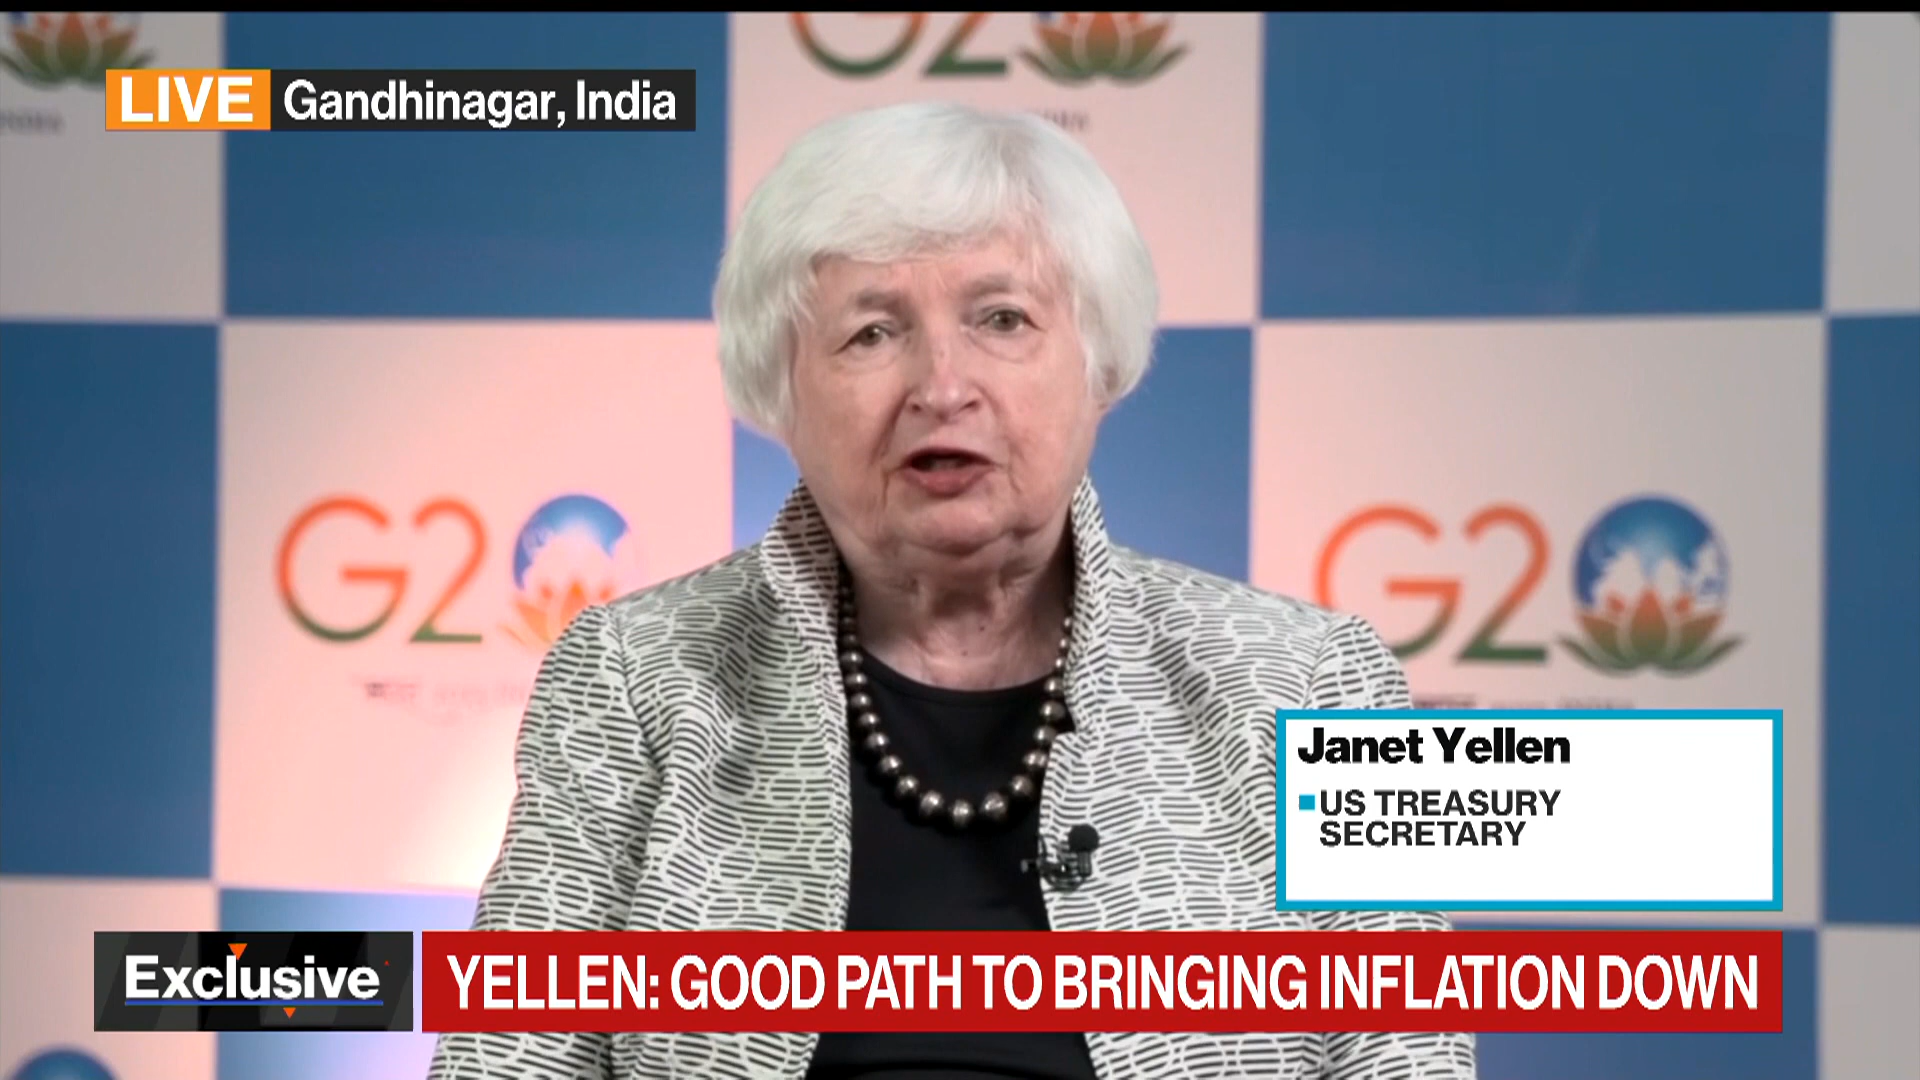 G20
INDIA
LIVE Gandhinagar, India
G20
G20
Janet Yellen
US TREASURY
SECRETARY
Exclusive
YELLEN: GOOD PATH TO BRINGING INFLATION DOWN